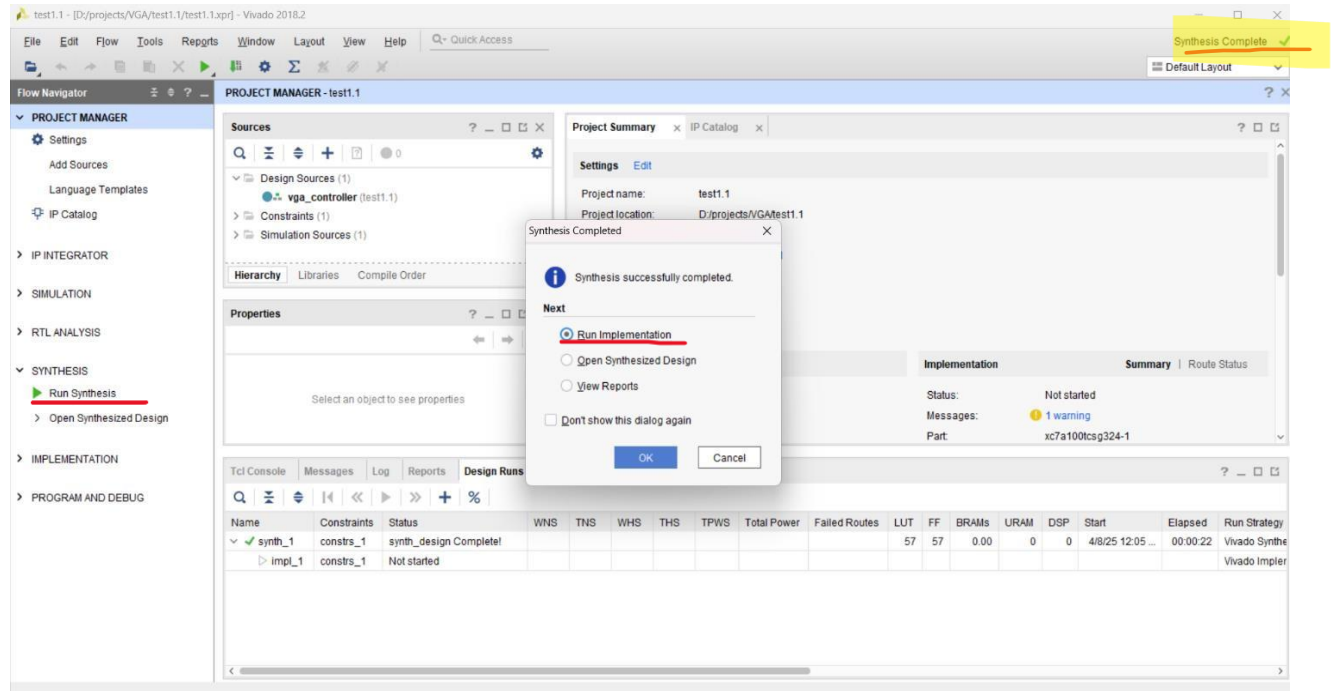 test1.1 - [D:/projects/VGA/test1.1/test1.1.xpr] - Vivado 2018.2
File Edit Flow Tools Reports Window Layout View Help Quick Access
Synthesis Complete
Default Layout
Flow Navigator
PROJECT MANAGER - test1.1
PROJECT MANAGER
Settings
Add Sources
Language Templates
IP Catalog
IP INTEGRATOR
SIMULATION
RTL ANALYSIS
SYNTHESIS
Run Synthesis
Open Synthesized Design
IMPLEMENTATION
PROGRAM AND DEBUG
Sources
0
Design Sources (1)
vga_controller (test1.1)
Constraints (1)
Simulation Sources (1)
Hierarchy Libraries Compile Order
Properties
Select an object to see properties
Project Summary IP Catalog
Settings Edit
Project name: test1.1
Project location: D:/projects/VGA/test1.1
Synthesis Completed
Synthesis successfully completed.
Next
Run Implementation
Open Synthesized Design
View Reports
Don't show this dialog again
OK Cancel
Implementation Summary | Route Status
Status: Not started
Messages: 1 warning
Part: xc7a100tcsg324-1
Tcl Console Messages Log Reports Design Runs
Name Constraints Status WNS TNS WHS THS TPWS Total Power Failed Routes LUT FF BRAMs URAM DSP Start Elapsed Run Strategy
synth_1 constrs_1 synth_design Complete! 57 57 0.00 0 0 4/8/25 12:05 ... 00:00:22 Vivado Synthe
impl_1 constrs_1 Not started Vivado Implen